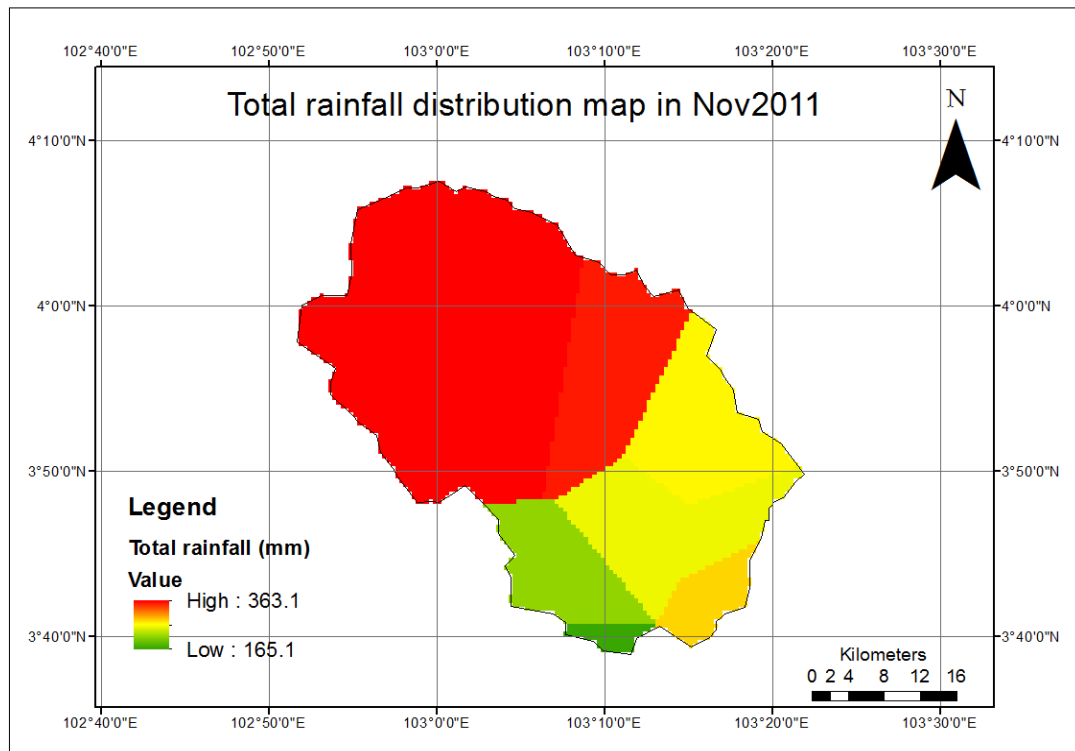 102°40'0"E 102°50'0"E 103°0'0"E 103°10'0"E 103°20'0"E 103°30'0"E
Total rainfall distribution map in Nov2011
N
4°10'0"N 4°10'0"N
4°0'0"N 4°0'0"N
3°50'0"N 3°50'0"N
Legend
Total rainfall (mm)
Value
High : 363.1
Low : 165.1
3°40'0"N 3°40'0"N
Kilometers
0 2 4 8 12 16
102°40'0"E 102°50'0"E 103°0'0"E 103°10'0"E 103°20'0"E 103°30'0"E